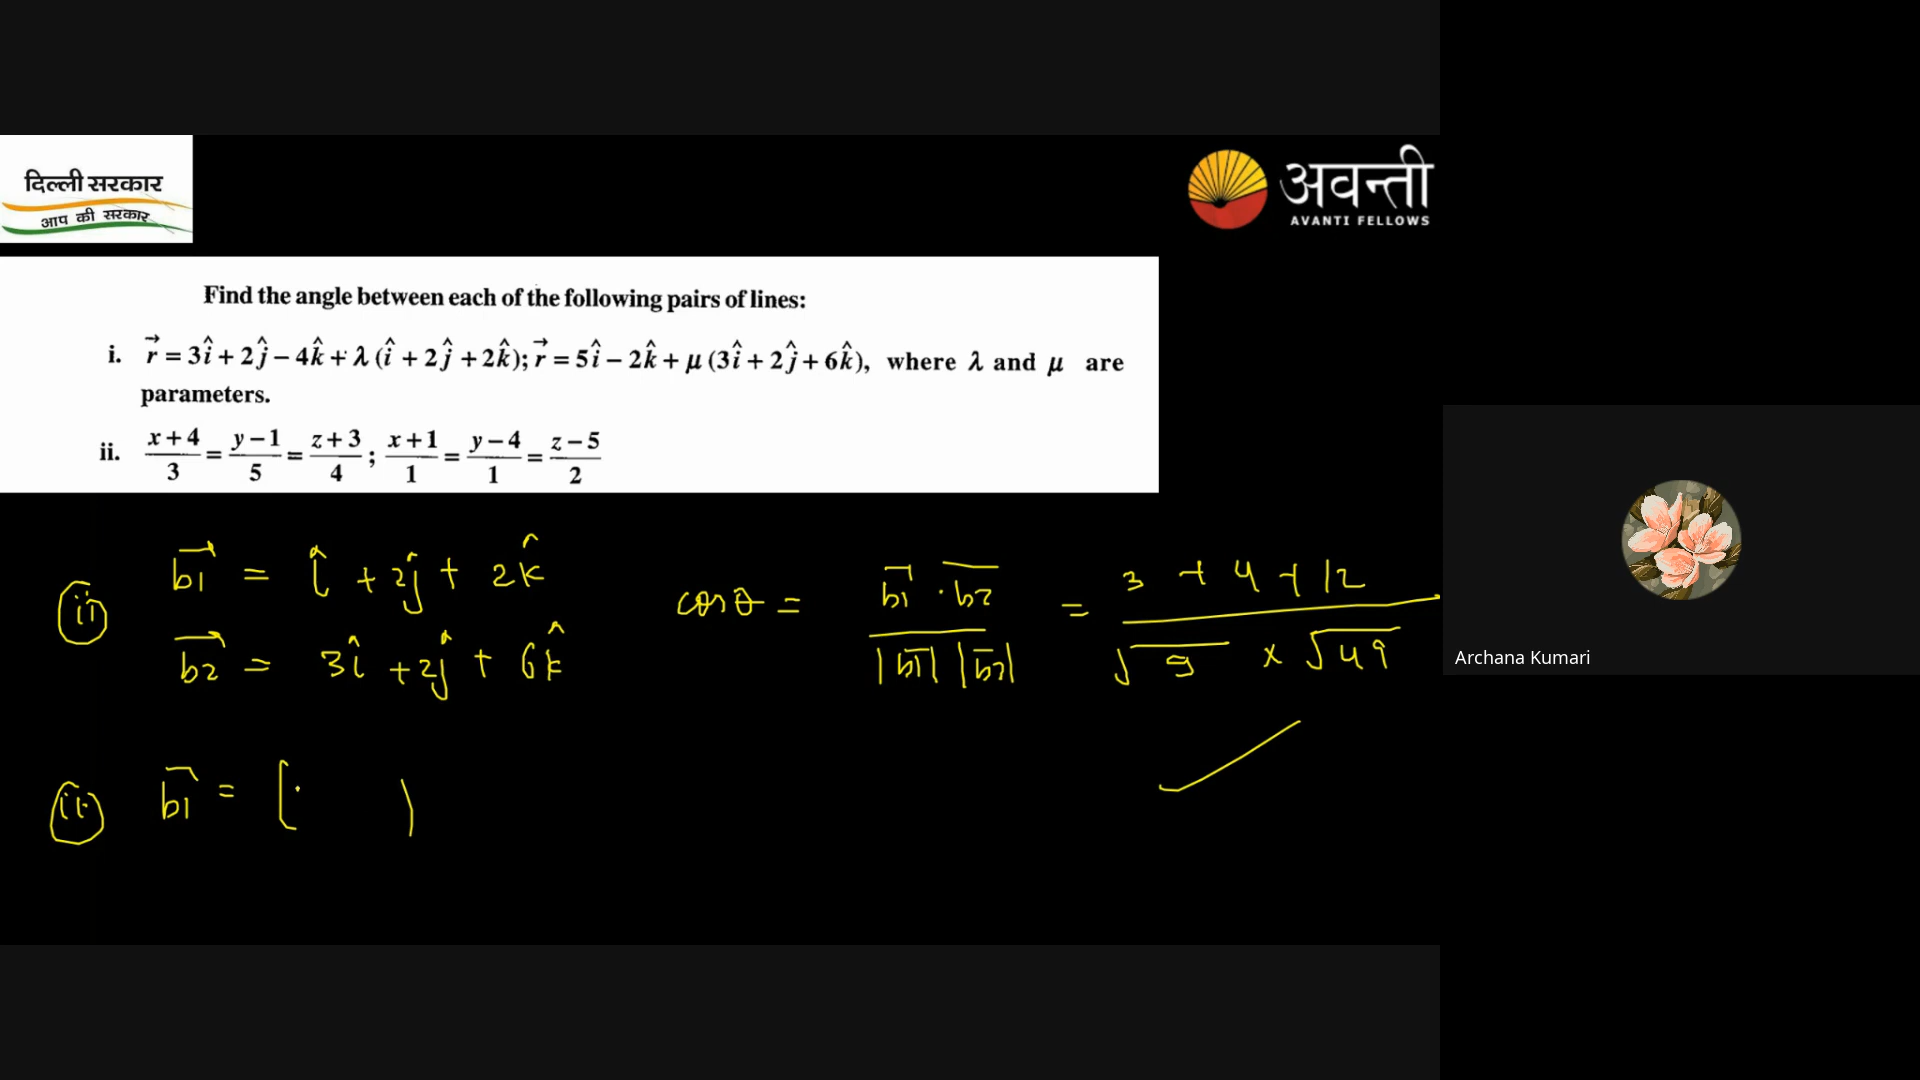 दिल्ली सरकार
आप की सरकार
अवन्ती
AVANTI FELLOWS
Find the angle between each of the following pairs of lines:
i. r⃗ = 3î + 2ĵ – 4k̂ + λ (î + 2ĵ + 2k̂); r⃗ = 5î – 2k̂ + μ (3î + 2ĵ + 6k̂), where λ and μ are
parameters.
ii. (x+4)/3 = (y–1)/5 = (z+3)/4 ; (x+1)/1 = (y–4)/1 = (z–5)/2
(ii) b1⃗ = î + 2ĵ + 2k̂
b2⃗ = 3î + 2ĵ + 6k̂
cosθ = (b1⃗ · b2⃗)/(|b1⃗| |b2⃗|) = (3 + 4 + 12)/(√9 × √49)
(ii) b1⃗ = ( )
Archana Kumari